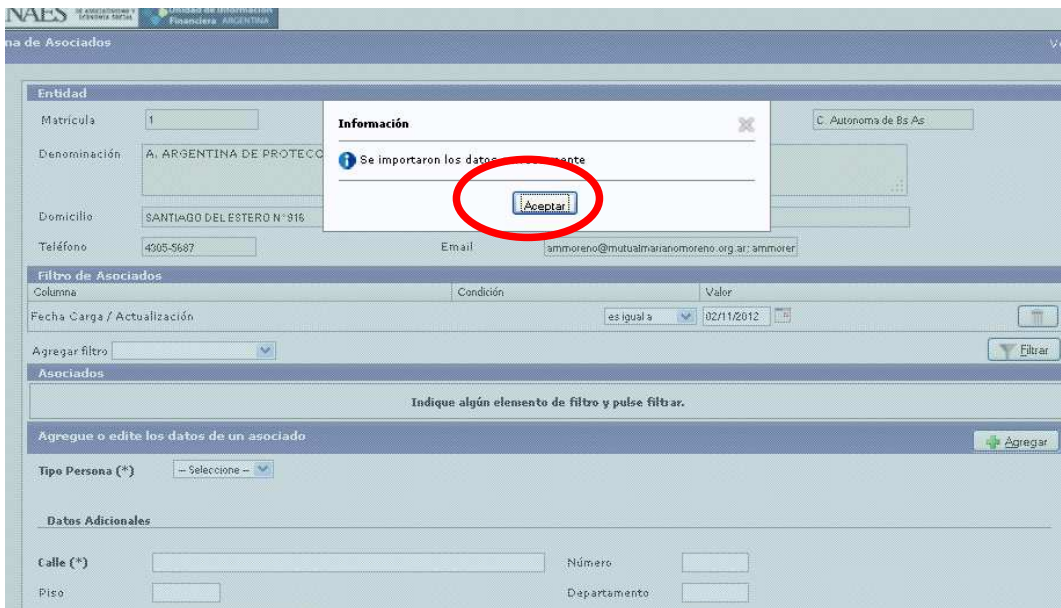 NAES DE ASOCIATIVISMO Y ECONOMIA SOCIAL
Unidad de Información Financiera ARGENTINA
na de Asociados
Entidad
Información
Matrícula 1 C. Autonoma de Bs As
Denominación A. ARGENTINA DE PROTECC
Se importaron los datos
Aceptar
Domicilio SANTIAGO DEL ESTERO N°916
Teléfono 4305-5687 Email ammoreno@mutualmarianomoreno.org.ar; ammorer
Filtro de Asociados
Columna Condición Valor
Fecha Carga / Actualización es igual a 02/11/2012
Agregar filtro Filtrar
Asociados
Indique algún elemento de filtro y pulse filtrar.
Agregue o edite los datos de un asociado Agregar
Tipo Persona (*) -- Seleccione --
Datos Adicionales
Calle (*) Número
Piso Departamento